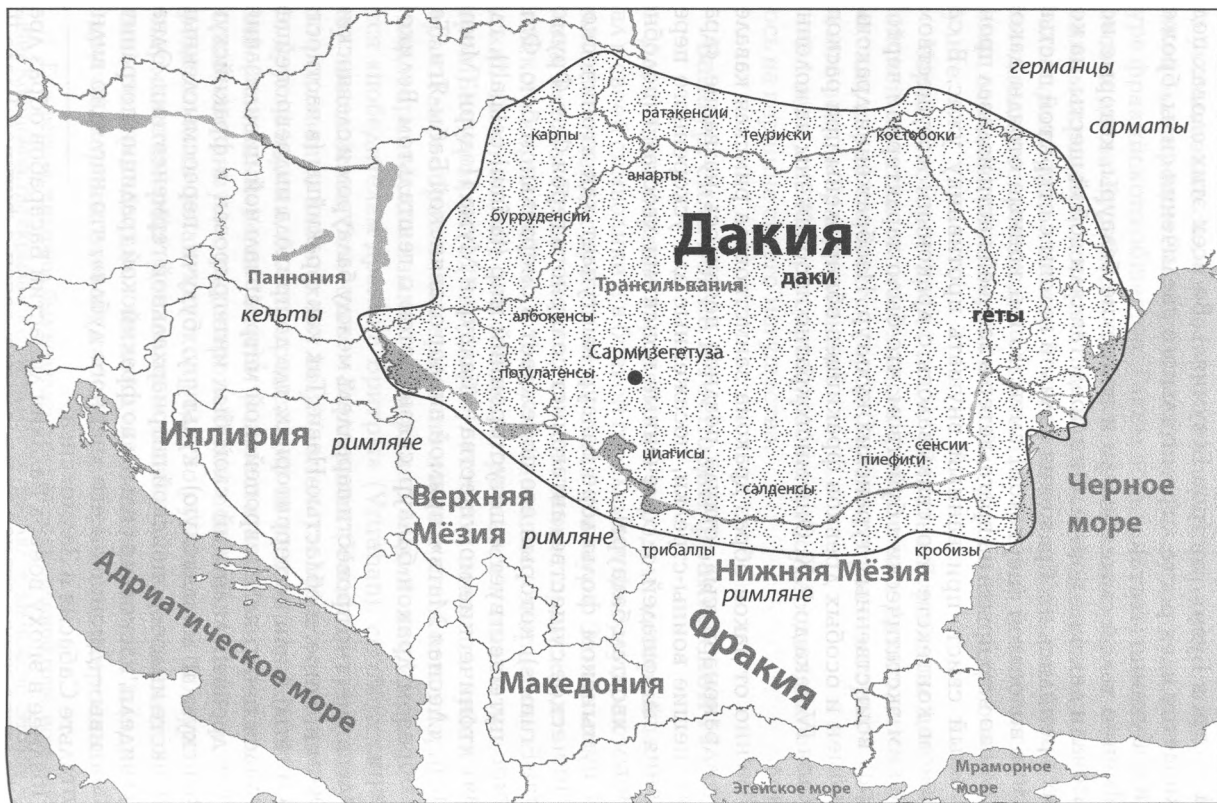 германцы
сарматы
ратакенсии
карпы
теуриски
костобоки
анарты
бурруденсии
Дакия
даки
Паннония
Трансильвания
кельты
албокенсы
геты
Сармизегетуза
потулатенсы
Иллирия
римляне
сенсии
циагисы
пиефиги
салденсы
Черное
море
Верхняя
Мёзия
римляне
трибаллы
кробизы
Нижняя Мёзия
римляне
Адриатическое море
Фракия
Македония
Мраморное
море
Эгейское море